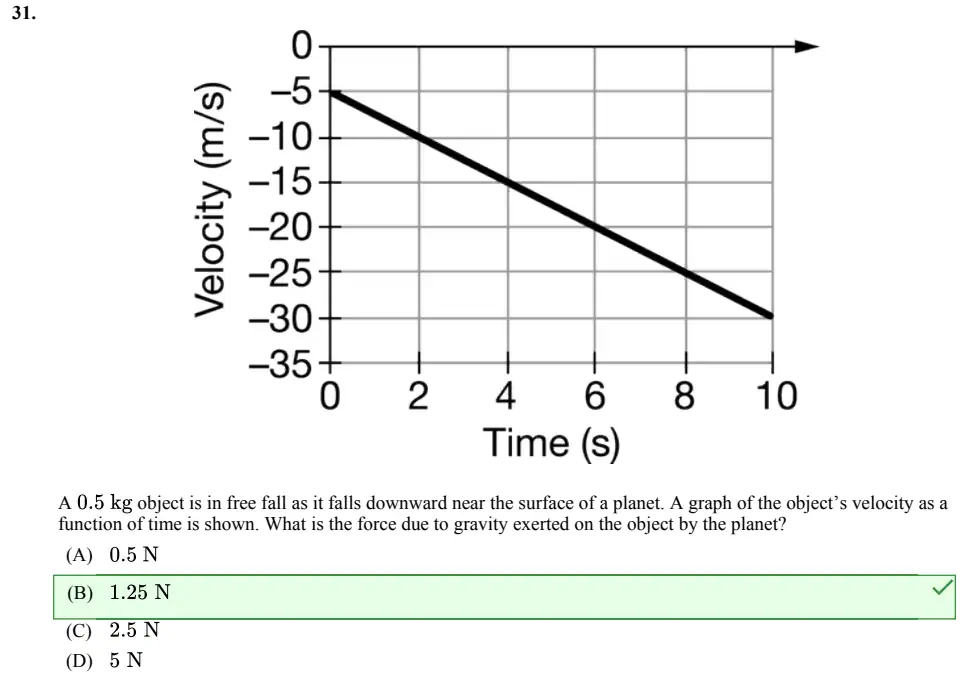 31.
0
–5
–10
–15
–20
–25
–30
–35
Velocity (m/s)
0 2 4 6 8 10
Time (s)
A 0.5 kg object is in free fall as it falls downward near the surface of a planet. A graph of the object’s velocity as a
function of time is shown. What is the force due to gravity exerted on the object by the planet?
(A) 0.5 N
(B) 1.25 N
(C) 2.5 N
(D) 5 N